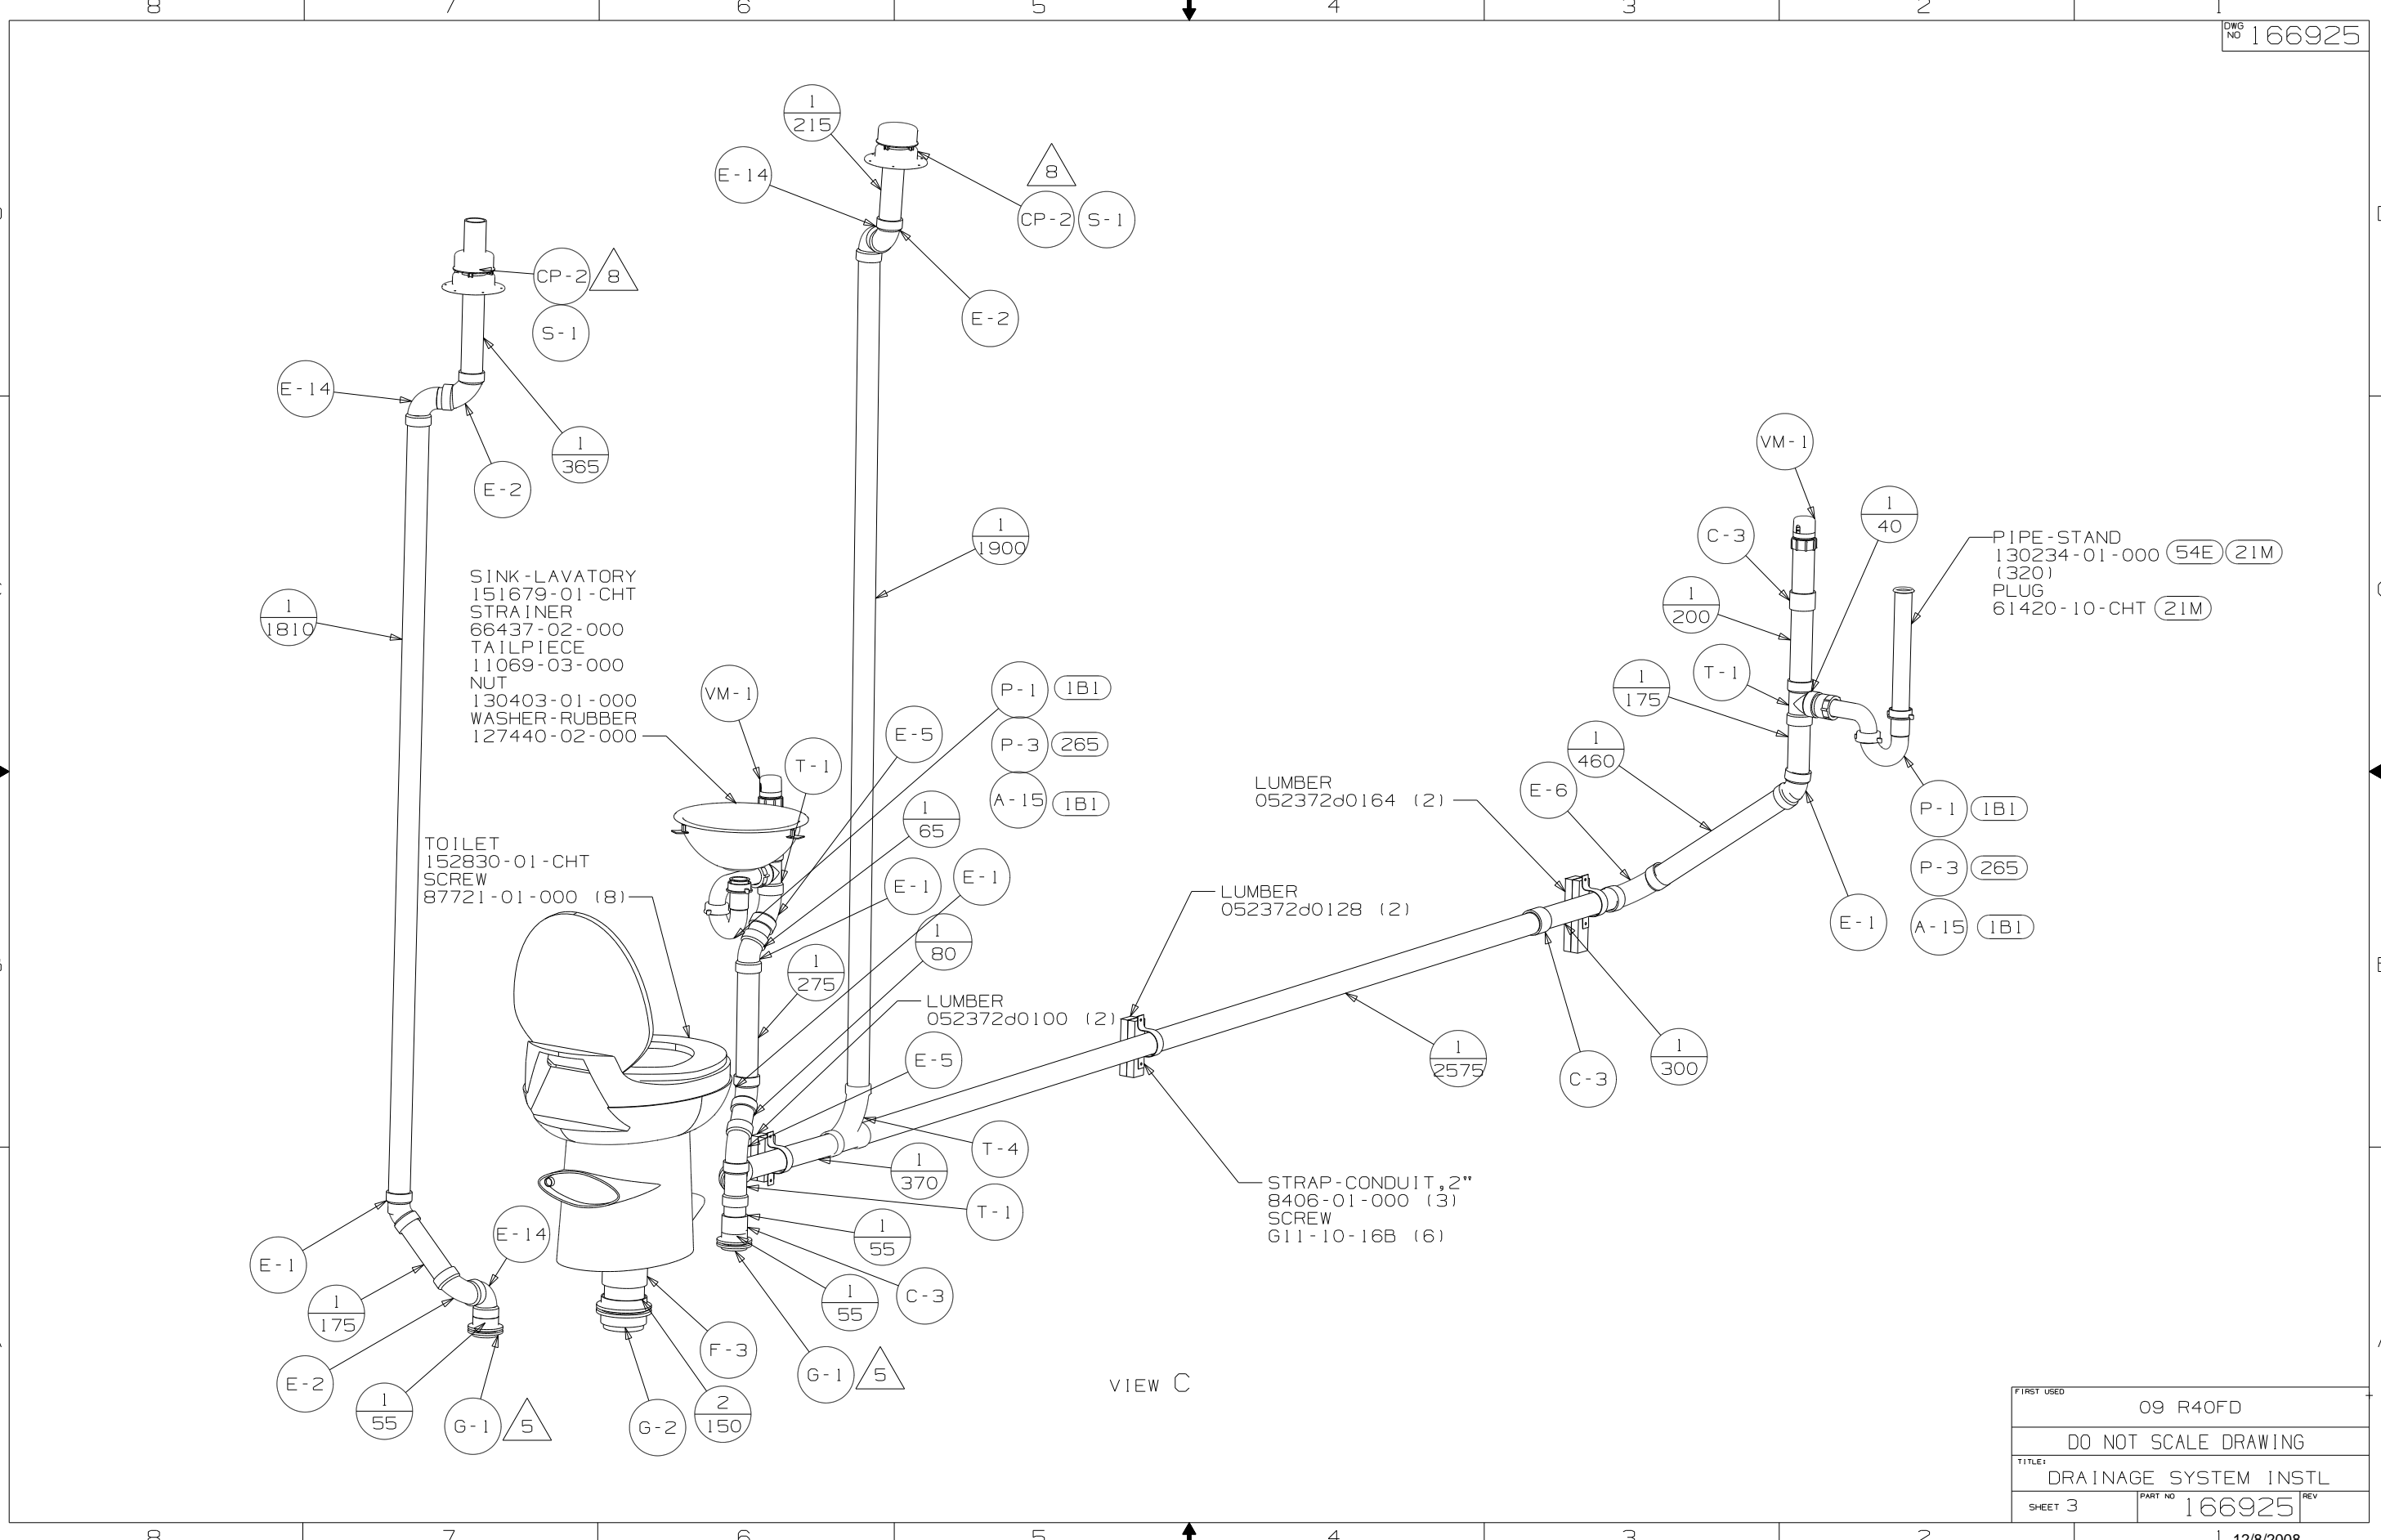 8 7 6 5 4 3 2 1
DWG NO 166925
1
215
E-14
8
CP-2 S-1
E-2
CP-2 8
S-1
E-14
1
365
E-2
1
1810
1
1900
SINK-LAVATORY
151679-01-CHT
STRAINER
66437-02-000
TAILPIECE
11069-03-000
NUT
130403-01-000
WASHER-RUBBER
127440-02-000
VM-1
T-1
E-5
P-1 1B1
P-3 265
A-15 1B1
1
65
E-1
E-1
1
80
1
275
TOILET
152830-01-CHT
SCREW
87721-01-000 (8)
LUMBER
052372d0100 (2)
E-5
T-4
1
370
T-1
1
55
C-3
1
55
G-1 5
F-3
2
150
G-2
E-1
E-14
1
175
E-2
1
55
G-1 5
VM-1
1
40
C-3
PIPE-STAND
130234-01-000 54E 21M
(320)
PLUG
61420-10-CHT 21M
1
200
T-1
1
175
1
460
E-6
P-1 1B1
P-3 265
A-15 1B1
E-1
LUMBER
052372d0164 (2)
LUMBER
052372d0128 (2)
1
2575
C-3
1
300
STRAP-CONDUIT,2"
8406-01-000 (3)
SCREW
G11-10-16B (6)
VIEW C
FIRST USED
09 R40FD
DO NOT SCALE DRAWING
TITLE:
DRAINAGE SYSTEM INSTL
SHEET 3 PART NO 166925 REV
8 7 6 5 4 3 2 1
12/8/2008